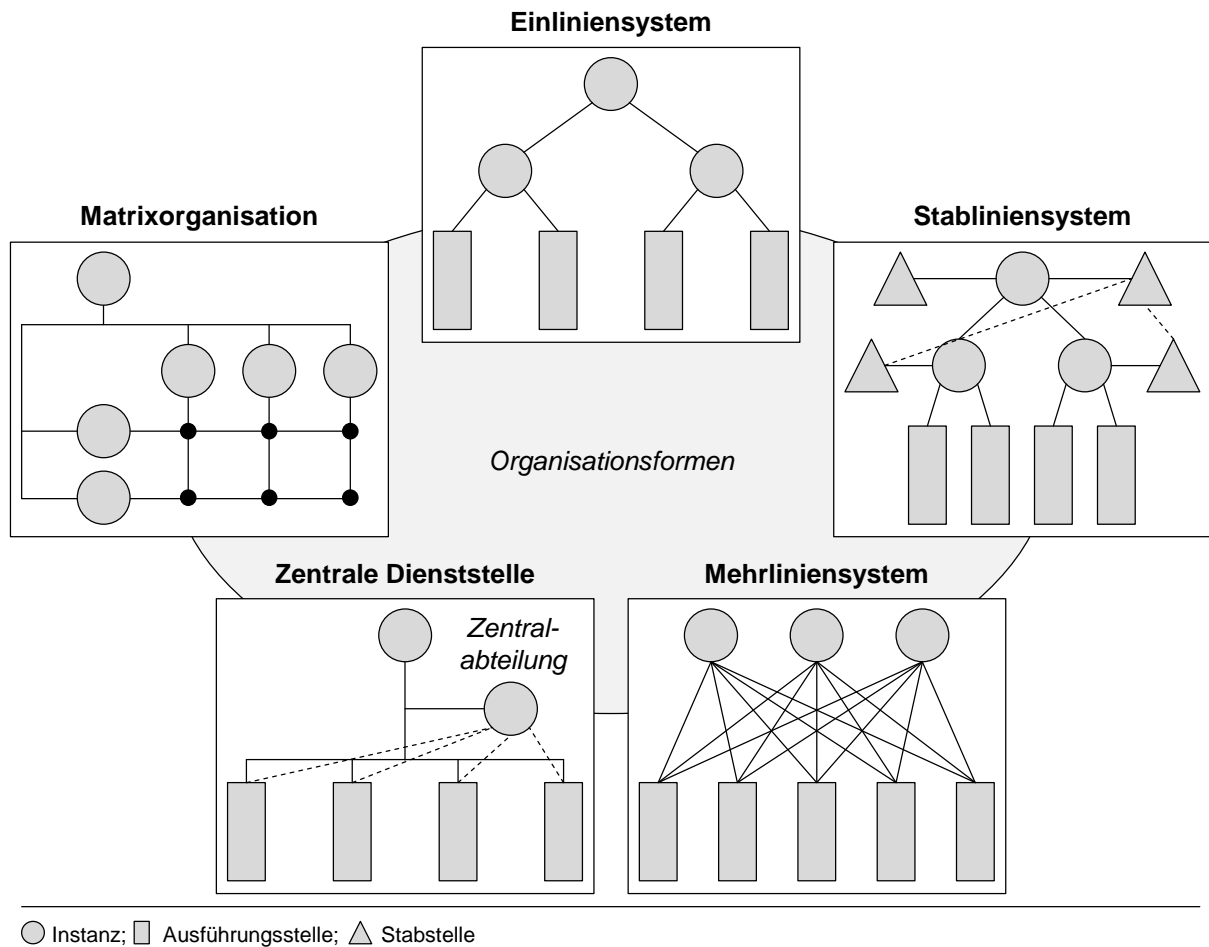 Einliniensystem
Matrixorganisation
Stabliniensystem
Organisationsformen
Zentrale Dienststelle
Mehrliniensystem
Zentral-
abteilung
Instanz; Ausführungsstelle; Stabstelle